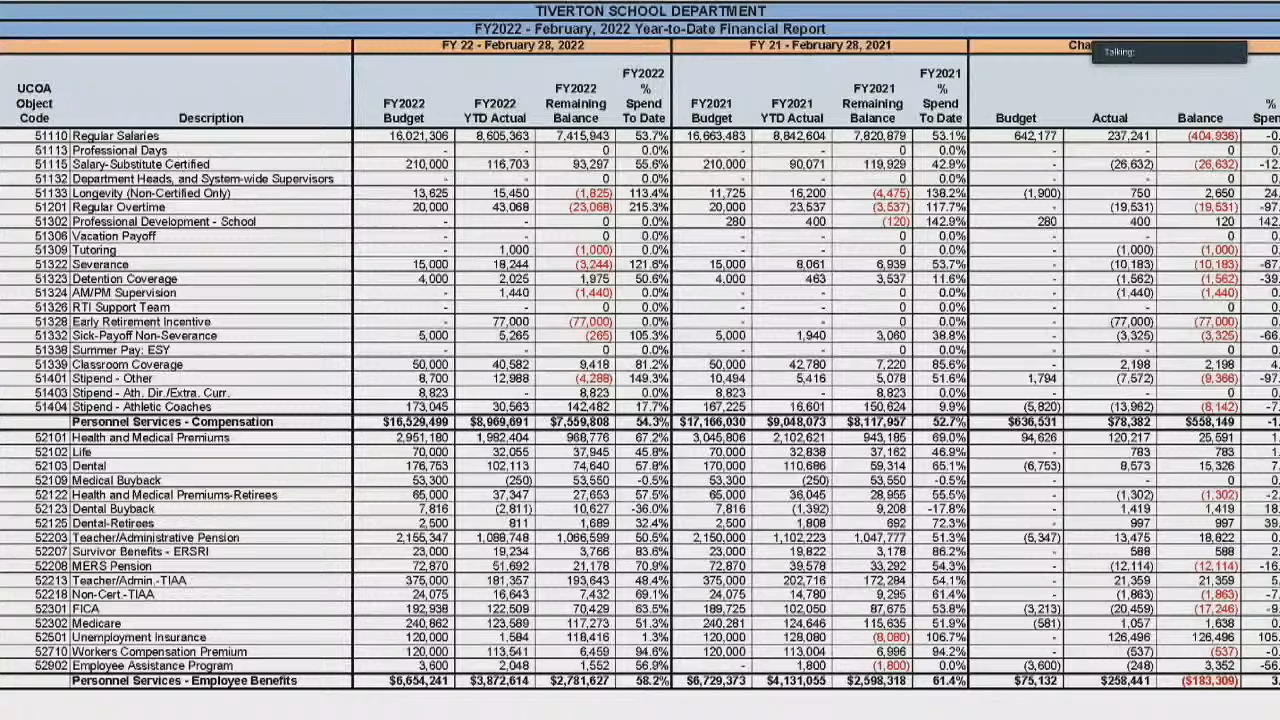 TIVERTON SCHOOL DEPARTMENT
FY2022 - February, 2022 Year-to-Date Financial Report
FY 22 - February 28, 2022 FY 21 - February 28, 2021 Cha
Talking:
UCOA Object Code Description FY2022 Budget FY2022 YTD Actual FY2022 Remaining Balance FY2022 % Spend To Date FY2021 Budget FY2021 YTD Actual FY2021 Remaining Balance FY2021 % Spend To Date Budget Actual Balance % Spen
51110 Regular Salaries 16,021,306 8,605,363 7,415,943 53.7% 16,663,483 8,842,604 7,820,879 53.1% 642,177 237,241 (404,936) -0
51113 Professional Days - - 0 0.0% - - 0 0.0% - - 0 0.
51115 Salary-Substitute Certified 210,000 116,703 93,297 55.6% 210,000 90,071 119,929 42.9% - (26,632) (26,632) -12.
51132 Department Heads, and System-wide Supervisors - - 0 0.0% - - 0 0.0% - - 0 0.
51133 Longevity (Non-Certified Only) 13,625 15,450 (1,825) 113.4% 11,725 16,200 (4,475) 138.2% (1,900) 750 2,650 24.
51201 Regular Overtime 20,000 43,068 (23,068) 215.3% 20,000 23,537 (3,537) 117.7% - (19,531) (19,531) -97.
51302 Professional Development - School - - 0 0.0% 280 400 (120) 142.9% 280 400 120 142.
51306 Vacation Payoff - - 0 0.0% - - 0 0.0% - - 0 0.
51309 Tutoring - 1,000 (1,000) 0.0% - - 0 0.0% - (1,000) (1,000) 0.
51322 Severance 15,000 18,244 (3,244) 121.6% 15,000 8,061 6,939 53.7% - (10,183) (10,183) -67.
51323 Detention Coverage 4,000 2,025 1,975 50.6% 4,000 463 3,537 11.6% - (1,562) (1,562) -39.
51324 AM/PM Supervision - 1,440 (1,440) 0.0% - - 0 0.0% - (1,440) (1,440) 0.
51326 RTI Support Team - - 0 0.0% - - 0 0.0% - - 0 0.
51328 Early Retirement Incentive - 77,000 (77,000) 0.0% - - 0 0.0% - (77,000) (77,000) 0.
51332 Sick-Payoff Non-Severance 5,000 5,265 (265) 105.3% 5,000 1,940 3,060 38.8% - (3,325) (3,325) -66.
51338 Summer Pay: ESY - - 0 0.0% - - 0 0.0% - - 0 0.
51339 Classroom Coverage 50,000 40,582 9,418 81.2% 50,000 42,780 7,220 85.6% - 2,198 2,198 4.
51401 Stipend - Other 8,700 12,988 (4,288) 149.3% 10,494 5,416 5,078 51.6% 1,794 (7,572) (9,366) -97.
51403 Stipend - Ath. Dir./Extra. Curr. 8,823 - 8,823 0.0% 8,823 - 8,823 0.0% - - 0 0.
51404 Stipend - Athletic Coaches 173,045 30,563 142,482 17.7% 167,225 16,601 150,624 9.9% (5,820) (13,962) (8,142) -7.
Personnel Services - Compensation $16,529,499 $8,969,691 $7,559,808 54.3% $17,166,030 $9,048,073 $8,117,957 52.7% $636,531 $78,382 $558,149 -1.
52101 Health and Medical Premiums 2,951,180 1,982,404 968,776 67.2% 3,045,806 2,102,621 943,185 69.0% 94,626 120,217 25,591 1.
52102 Life 70,000 32,055 37,945 45.8% 70,000 32,838 37,162 46.9% - 783 783 1.
52103 Dental 176,753 102,113 74,640 57.8% 170,000 110,686 59,314 65.1% (6,753) 8,573 15,326 7.
52109 Medical Buyback 53,300 (250) 53,550 -0.5% 53,300 (250) 53,550 -0.5% - - 0 0.
52122 Health and Medical Premiums-Retirees 65,000 37,347 27,653 57.5% 65,000 36,045 28,955 55.5% - (1,302) (1,302) -2.
52123 Dental Buyback 7,816 (2,811) 10,627 -36.0% 7,816 (1,392) 9,208 -17.8% - 1,419 1,419 18.
52125 Dental-Retirees 2,500 811 1,689 32.4% 2,500 1,808 692 72.3% - 997 997 39.
52203 Teacher/Administrative Pension 2,155,347 1,088,748 1,066,599 50.5% 2,150,000 1,102,223 1,047,777 51.3% (5,347) 13,475 18,822 0.
52207 Survivor Benefits - ERSRI 23,000 19,234 3,766 83.6% 23,000 19,822 3,178 86.2% - 588 588 2.
52208 MERS Pension 72,870 51,692 21,178 70.9% 72,870 39,578 33,292 54.3% - (12,114) (12,114) -16.
52213 Teacher/Admin.-TIAA 375,000 181,357 193,643 48.4% 375,000 202,716 172,284 54.1% - 21,359 21,359 5.
52218 Non-Cert.-TIAA 24,075 16,643 7,432 69.1% 24,075 14,780 9,295 61.4% - (1,863) (1,863) -7.
52301 FICA 192,938 122,509 70,429 63.5% 189,725 102,050 87,675 53.8% (3,213) (20,459) (17,246) -9.
52302 Medicare 240,862 123,589 117,273 51.3% 240,281 124,646 115,635 51.9% (581) 1,057 1,638 0.
52501 Unemployment Insurance 120,000 1,584 118,416 1.3% 120,000 128,080 (8,080) 106.7% - 126,496 126,496 105.
52710 Workers Compensation Premium 120,000 113,541 6,459 94.6% 120,000 113,004 6,996 94.2% - (537) (537) -0.
52902 Employee Assistance Program 3,600 2,048 1,552 56.9% - 1,800 (1,800) 0.0% (3,600) (248) 3,352 -56.
Personnel Services - Employee Benefits $6,654,241 $3,872,614 $2,781,627 58.2% $6,729,373 $4,131,055 $2,598,318 61.4% $75,132 $258,441 ($183,309) 3.